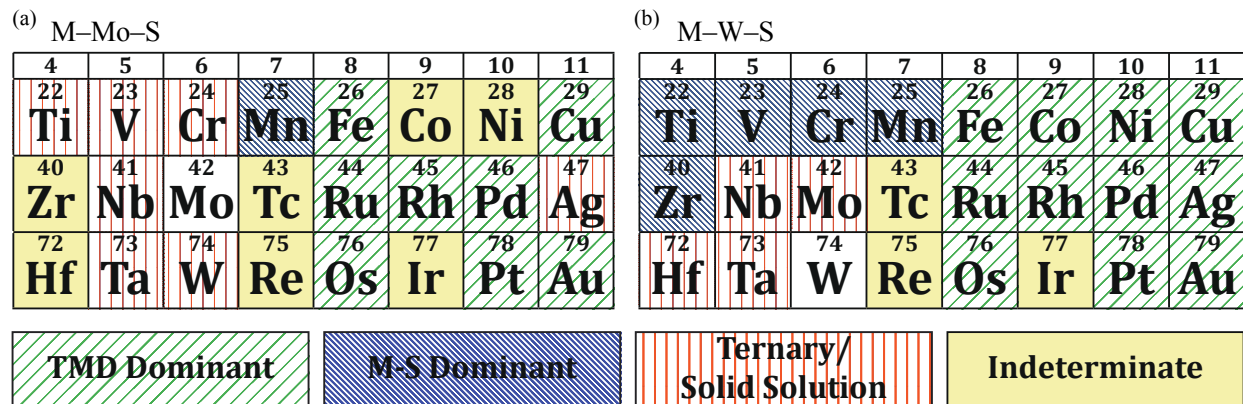 (a) M–Mo–S
4 5 6 7 8 9 10 11
22 23 24 25 26 27 28 29
Ti V Cr Mn Fe Co Ni Cu
40 41 42 43 44 45 46 47
Zr Nb Mo Tc Ru Rh Pd Ag
72 73 74 75 76 77 78 79
Hf Ta W Re Os Ir Pt Au
(b) M–W–S
4 5 6 7 8 9 10 11
22 23 24 25 26 27 28 29
Ti V Cr Mn Fe Co Ni Cu
40 41 42 43 44 45 46 47
Zr Nb Mo Tc Ru Rh Pd Ag
72 73 74 75 76 77 78 79
Hf Ta W Re Os Ir Pt Au
TMD Dominant
M-S Dominant
Ternary/
Solid Solution
Indeterminate